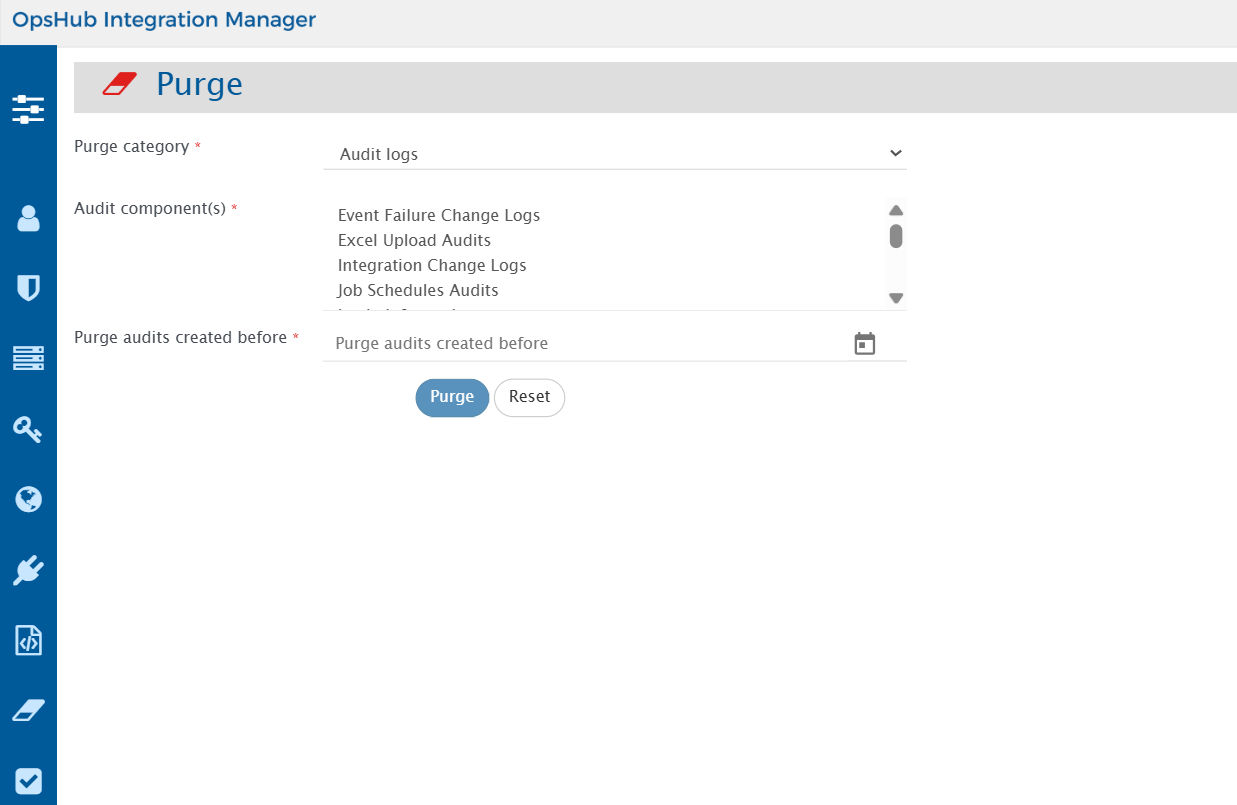 OpsHub Integration Manager
Purge
Purge category *
Audit logs
Audit component(s) *
Event Failure Change Logs
Excel Upload Audits
Integration Change Logs
Job Schedules Audits
Purge audits created before *
Purge audits created before
Purge
Reset